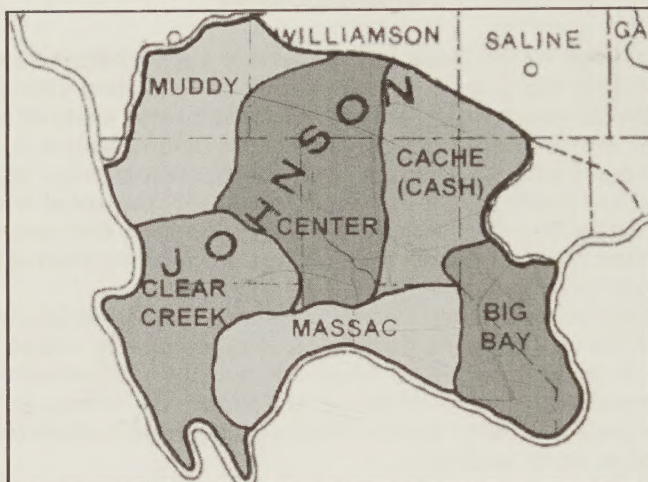 WILLIAMSON
SALINE
GA
MUDDY
JOHNSON
CACHE
(CASH)
CENTER
CLEAR
CREEK
MASSAC
BIG
BAY